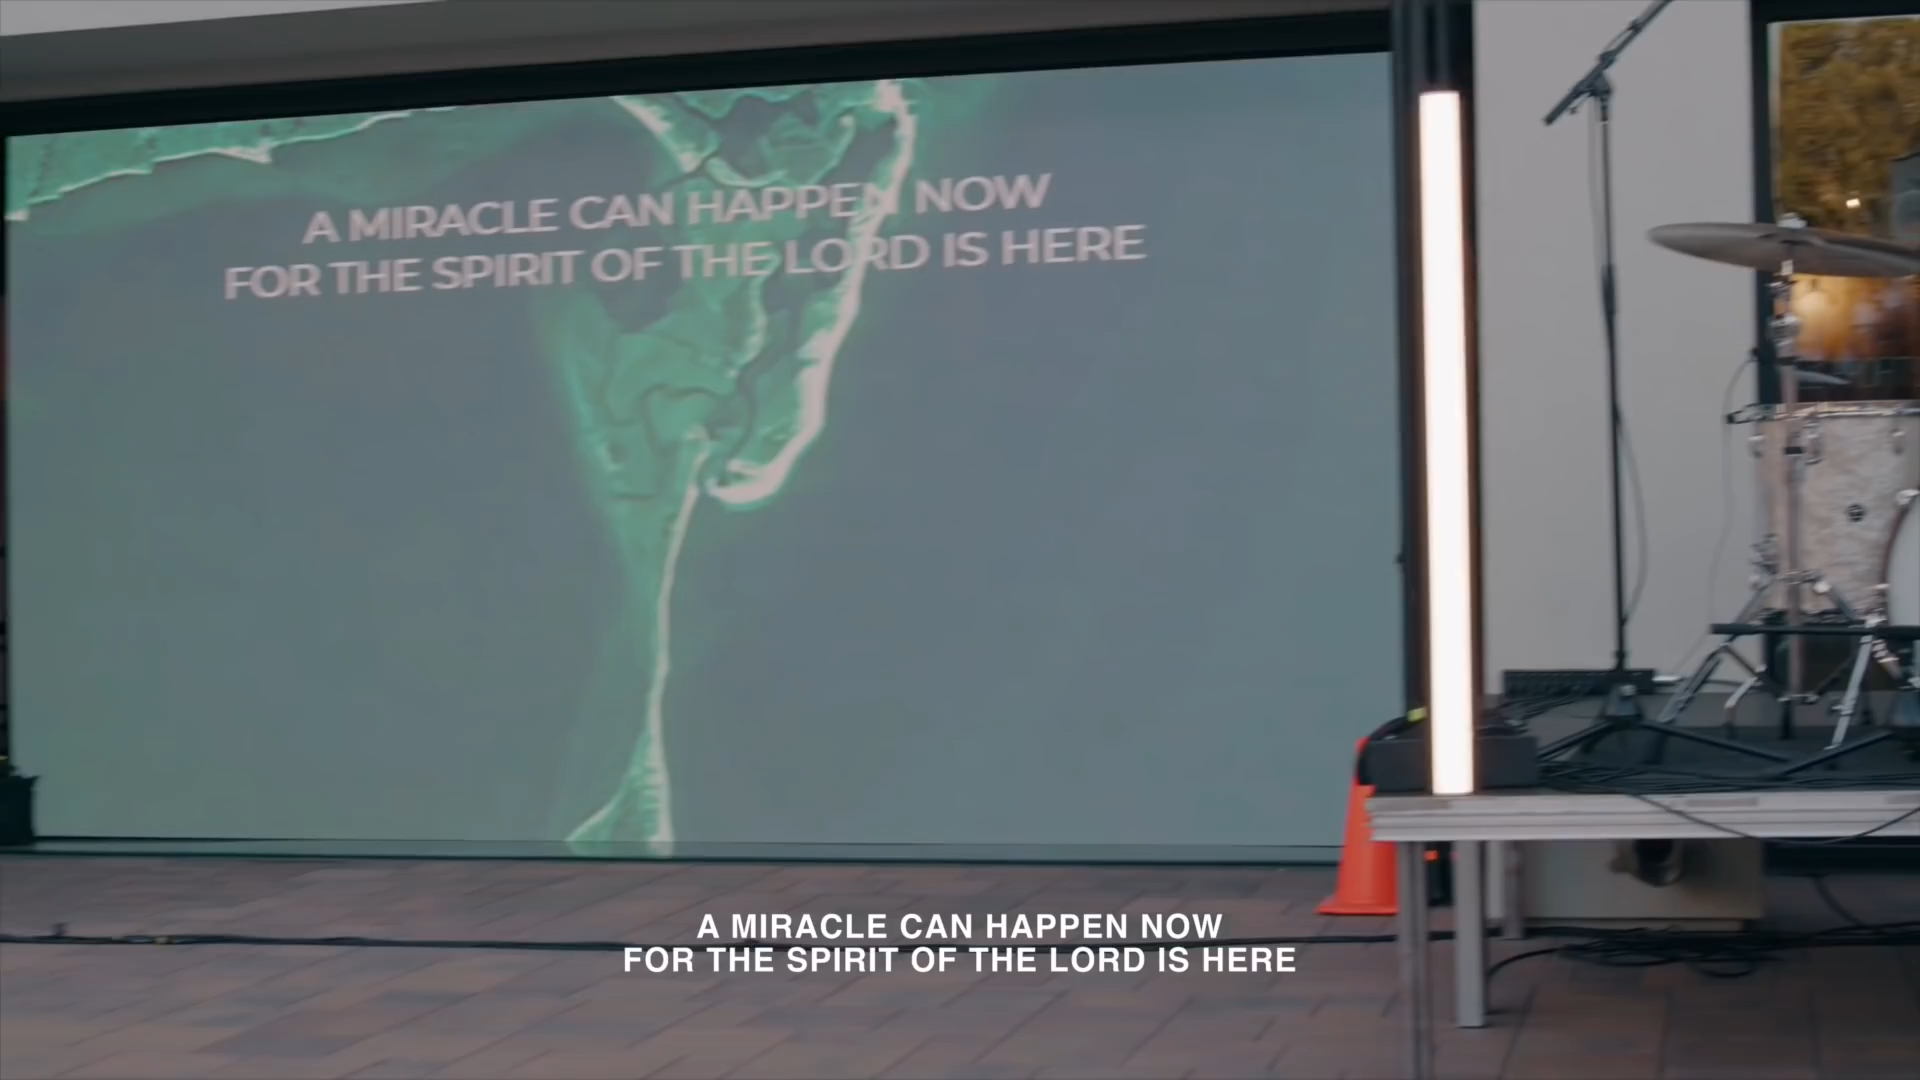 A MIRACLE CAN HAPPEN NOW
FOR THE SPIRIT OF THE LORD IS HERE
A MIRACLE CAN HAPPEN NOW
FOR THE SPIRIT OF THE LORD IS HERE